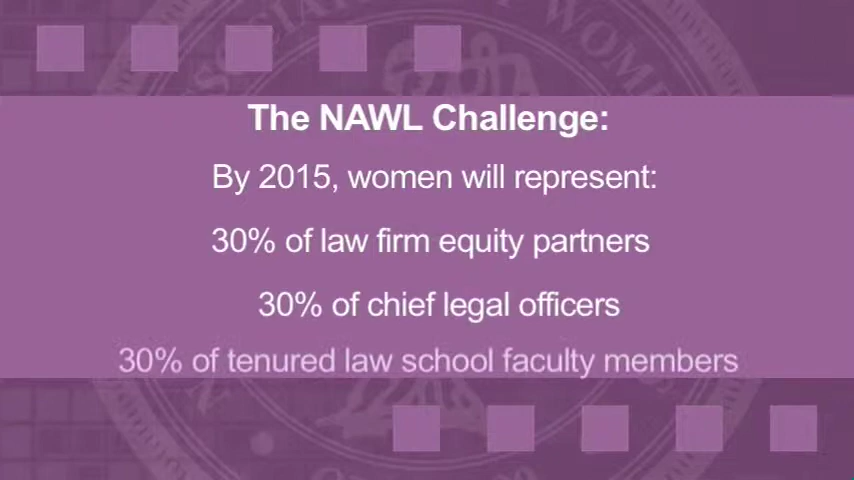 The NAWL Challenge:
By 2015, women will represent:
30% of law firm equity partners
30% of chief legal officers
30% of tenured law school faculty members